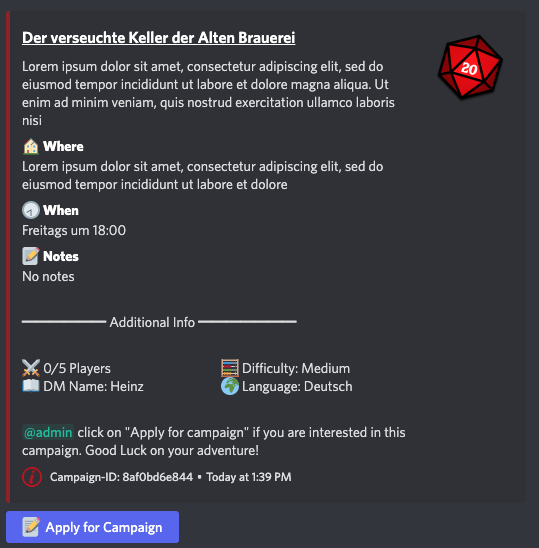 Der verseuchte Keller der Alten Brauerei
20
Lorem ipsum dolor sit amet, consectetur adipiscing elit, sed do
eiusmod tempor incididunt ut labore et dolore magna aliqua. Ut
enim ad minim veniam, quis nostrud exercitation ullamco laboris
nisi
Where
Lorem ipsum dolor sit amet, consectetur adipiscing elit, sed do
eiusmod tempor incididunt ut labore et dolore
When
Freitags um 18:00
Notes
No notes
Additional Info
0/5 Players
Difficulty: Medium
DM Name: Heinz
Language: Deutsch
@admin click on "Apply for campaign" if you are interested in this
campaign. Good Luck on your adventure!
Campaign-ID: 8af0bd6e844 • Today at 1:39 PM
Apply for Campaign